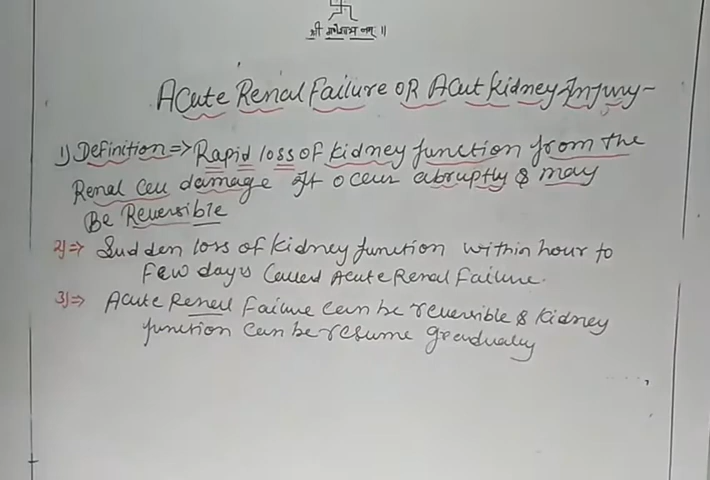 श्री गणेशाय नमः ॥
Acute Renal Failure OR Acut Kidney Injury-
1) Definition => Rapid loss of kidney function from the
Renal Cell damage It occur abruptly & may
Be Reversible
2) => Sudden loss of kidney function within hour to
Few day's Called Acute Renal Failure.
3) => Acute Renal Failure can be reversible & kidney
function can be resume gradually